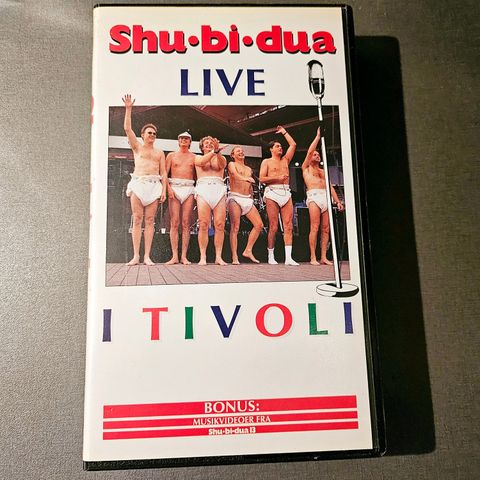 Shu•bi•dua
LIVE
I TIVOLI
BONUS:
MUSIKVIDEOER FRA
Shu•bi•dua 13